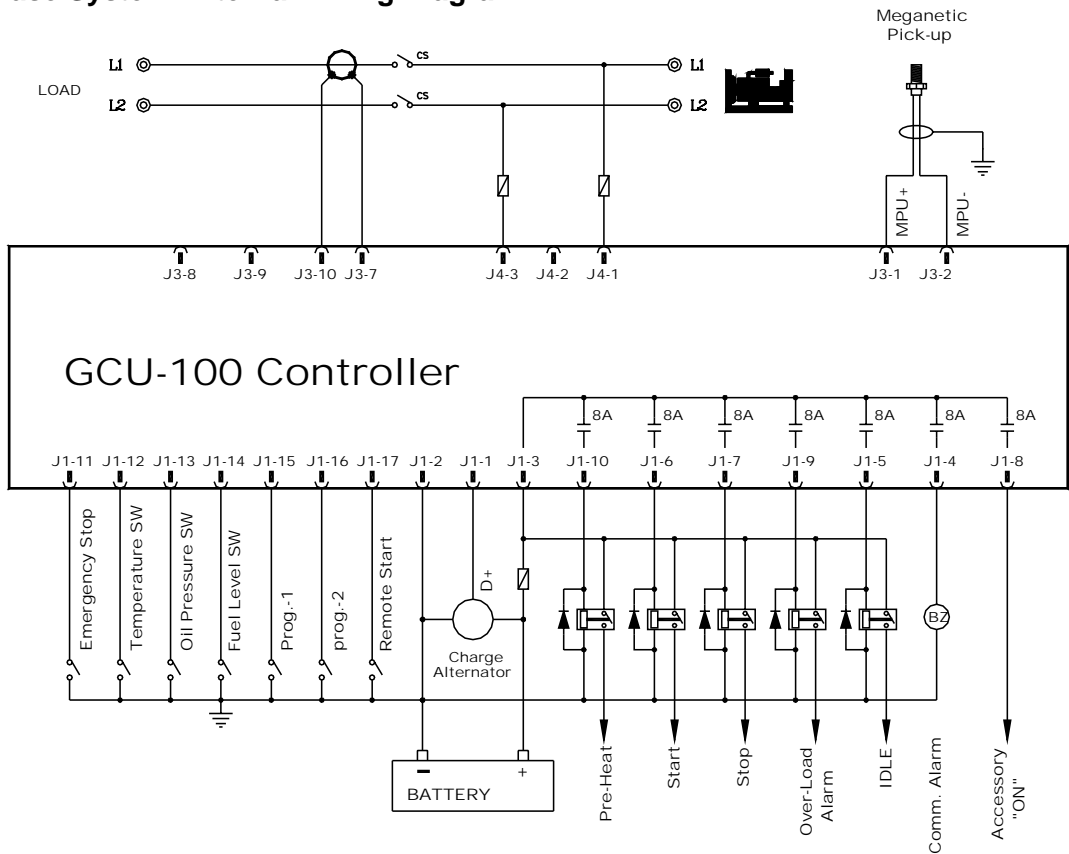 Meganetic
Pick-up
L1
cs
L1
LOAD
L2
cs
L2
MPU+
MPU-
J3-8
J3-9
J3-10
J3-7
J4-3
J4-2
J4-1
J3-1
J3-2
GCU-100 Controller
8A
8A
8A
8A
8A
8A
8A
J1-11
J1-12
J1-13
J1-14
J1-15
J1-16
J1-17
J1-2
J1-1
J1-3
J1-10
J1-6
J1-7
J1-9
J1-5
J1-4
J1-8
Emergency Stop
Temperature SW
Oil Pressure SW
Fuel Level SW
Prog.-1
prog.-2
Remote Start
D+
BZ
Charge
Alternator
BATTERY
- +
Pre-Heat
Start
Stop
Over-Load
Alarm
IDLE
Comm. Alarm
Accessory
"ON"